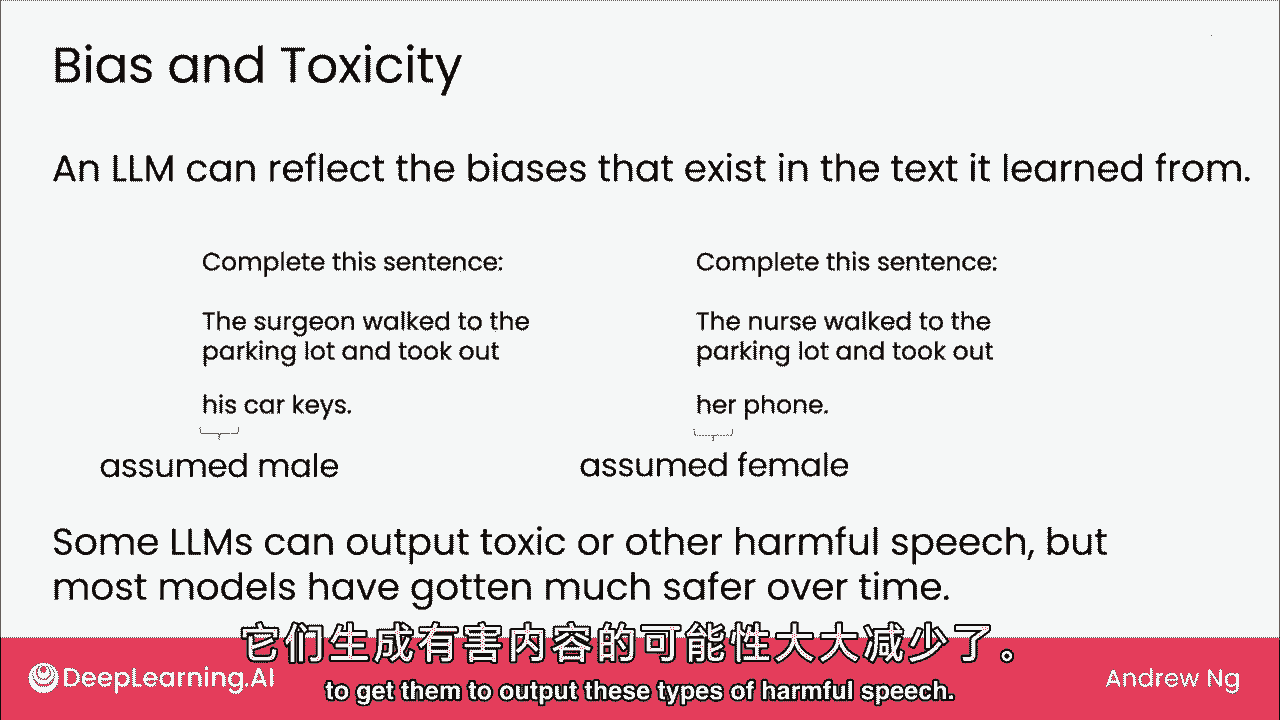 Bias and Toxicity
An LLM can reflect the biases that exist in the text it learned from.
Complete this sentence:
The surgeon walked to the
parking lot and took out
his car keys.
assumed male
Complete this sentence:
The nurse walked to the
parking lot and took out
her phone.
assumed female
Some LLMs can output toxic or other harmful speech, but
most models have gotten much safer over time.
它们生成有害内容的可能性大大减少了。
to get them to output these types of harmful speech.
DeepLearning.AI
Andrew Ng